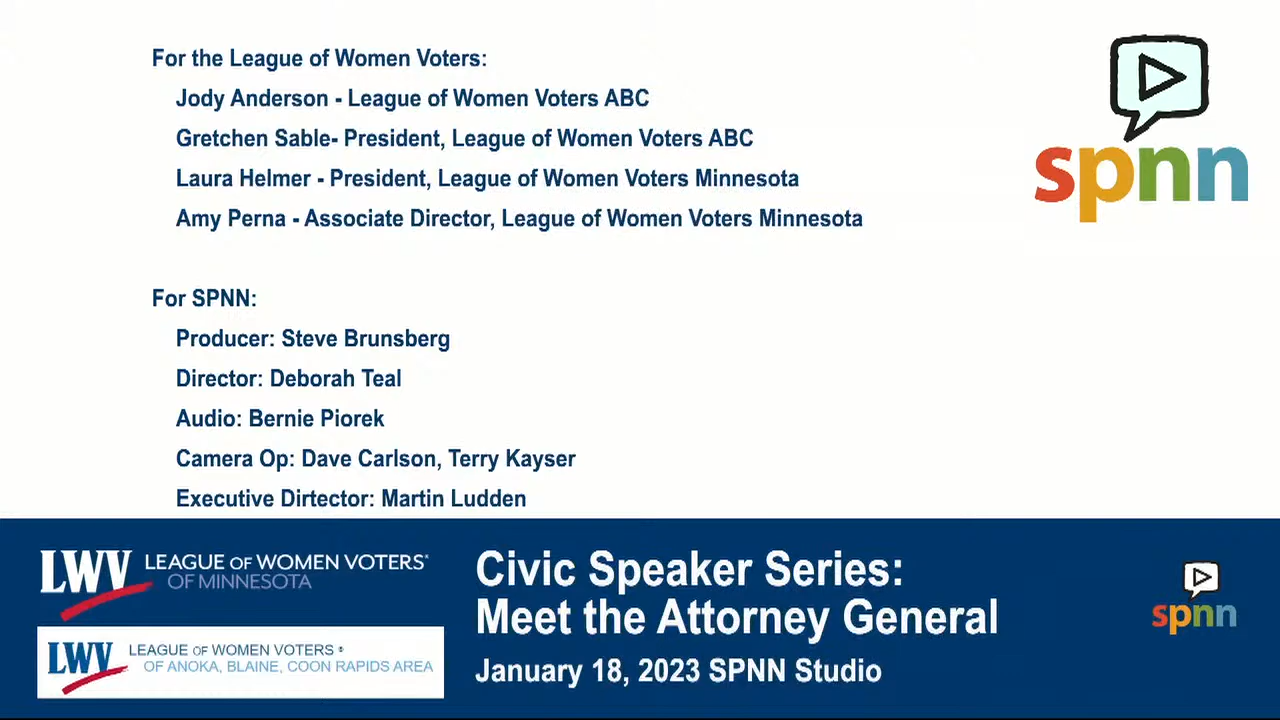 For the League of Women Voters:
Jody Anderson - League of Women Voters ABC
Gretchen Sable- President, League of Women Voters ABC
Laura Helmer - President, League of Women Voters Minnesota
Amy Perna - Associate Director, League of Women Voters Minnesota
spnn
For SPNN:
Producer: Steve Brunsberg
Director: Deborah Teal
Audio: Bernie Piorek
Camera Op: Dave Carlson, Terry Kayser
Executive Dirtector: Martin Ludden
LWV LEAGUE OF WOMEN VOTERS®
OF MINNESOTA
LWV LEAGUE OF WOMEN VOTERS ®
OF ANOKA, BLAINE, COON RAPIDS AREA
Civic Speaker Series:
Meet the Attorney General
January 18, 2023 SPNN Studio
spnn